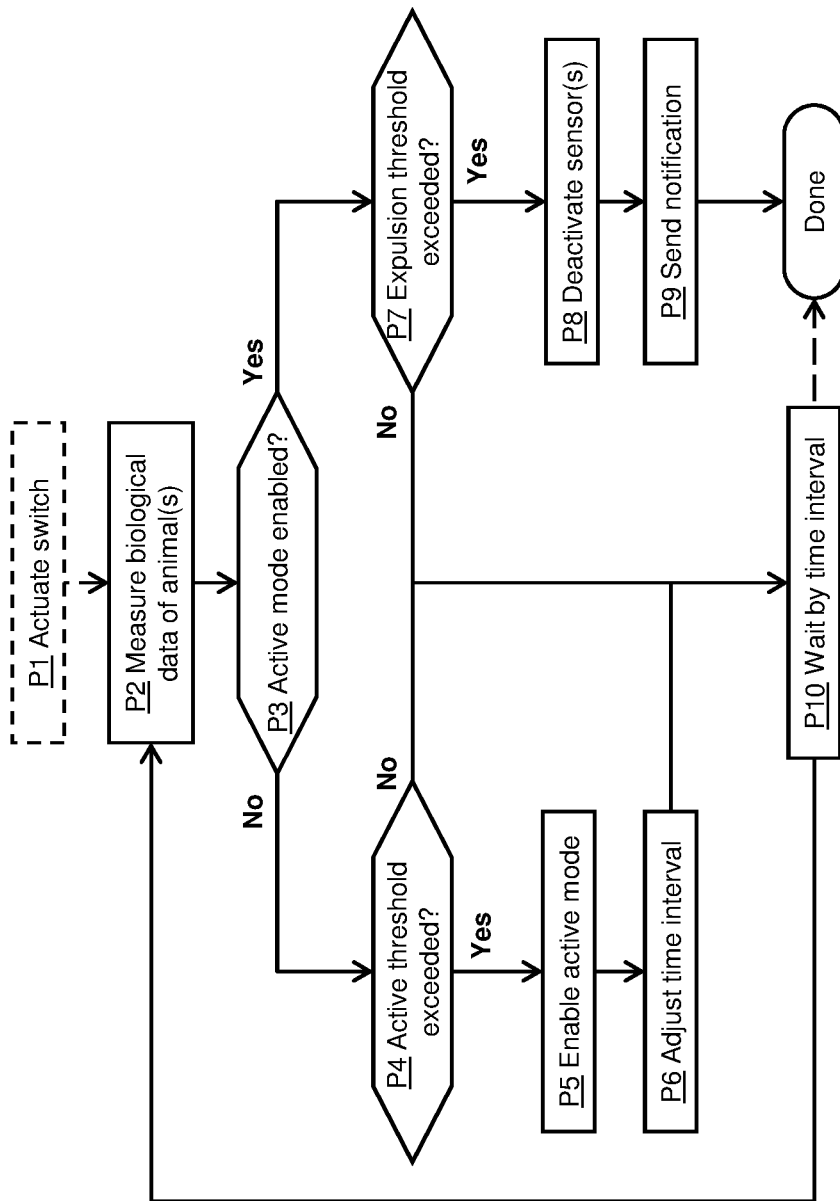 P1 Actuate switch
P2 Measure biological
data of animal(s)
P3 Active mode enabled?
No
Yes
P4 Active threshold
exceeded?
No
Yes
P7 Expulsion threshold
exceeded?
No
Yes
P5 Enable active mode
P6 Adjust time interval
P8 Deactivate sensor(s)
P9 Send notification
P10 Wait by time interval
Done